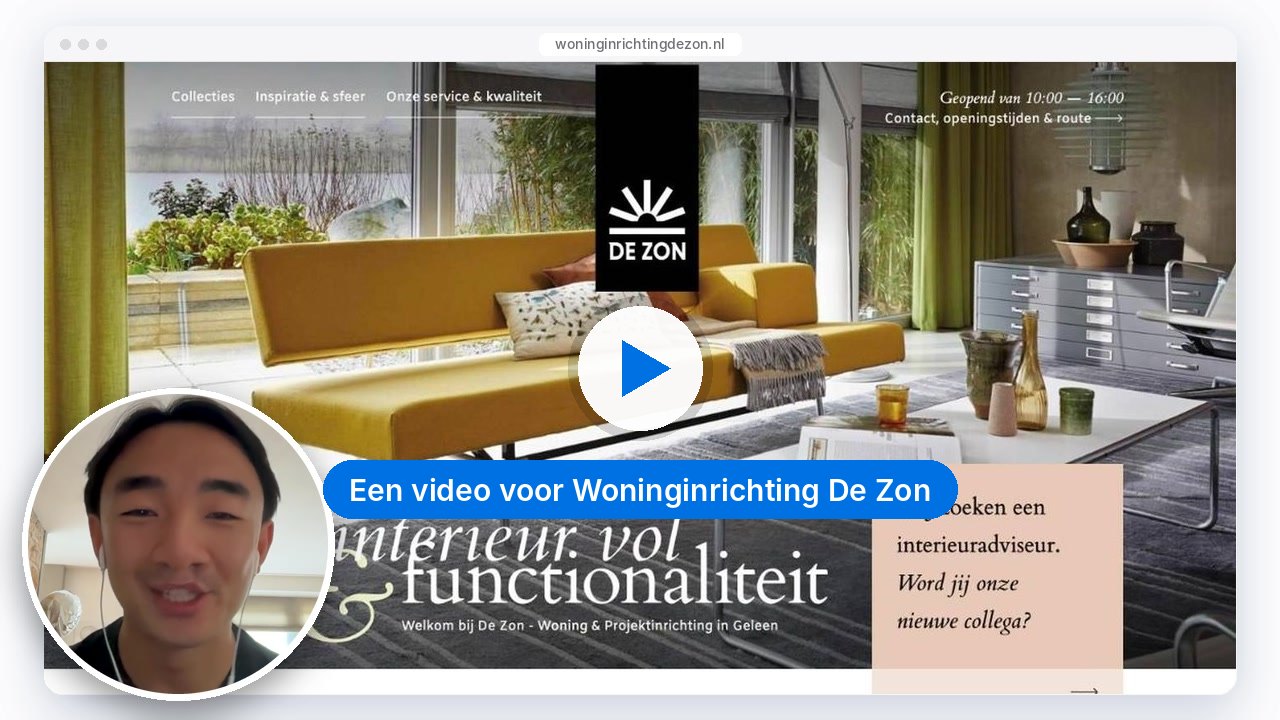 woninginrichtingdezon.nl
Collecties
Inspiratie & sfeer
Onze service & kwaliteit
Geopend van 10:00 — 16:00
Contact, openingstijden & route
DE ZON
Een video voor Woninginrichting De Zon
interieur vol
& functionaliteit
Welkom bij De Zon - Woning & Projektinrichting in Geleen
zoeken een
interieuradviseur.
Word jij onze
nieuwe collega?